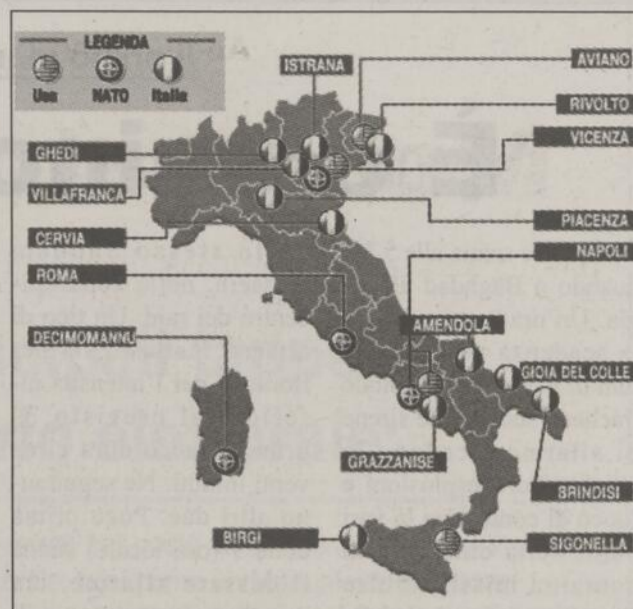 LEGENDA
Usa NATO Italia
ISTRANA
AVIANO
RIVOLTO
VICENZA
GHEDI
VILLAFRANCA
PIACENZA
CERVIA
NAPOLI
ROMA
AMENDOLA
DECIMOMANNU
GIOIA DEL COLLE
GRAZZANISE
BRINDISI
BIRGI
SIGONELLA